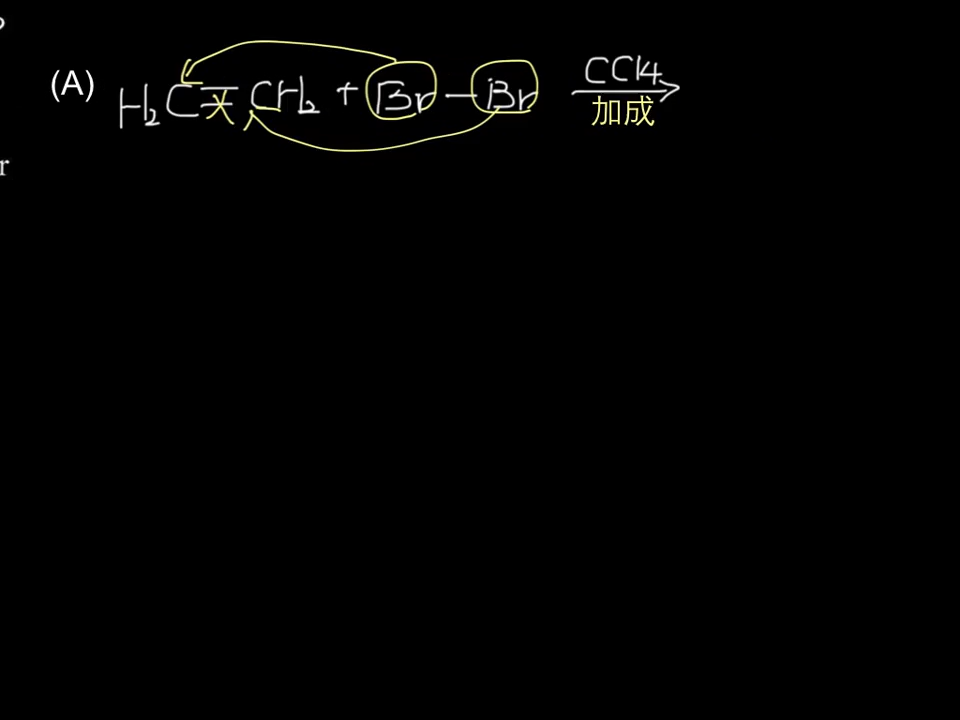 (A) H₂C=CH₂ + Br—Br CCl₄
加成
r